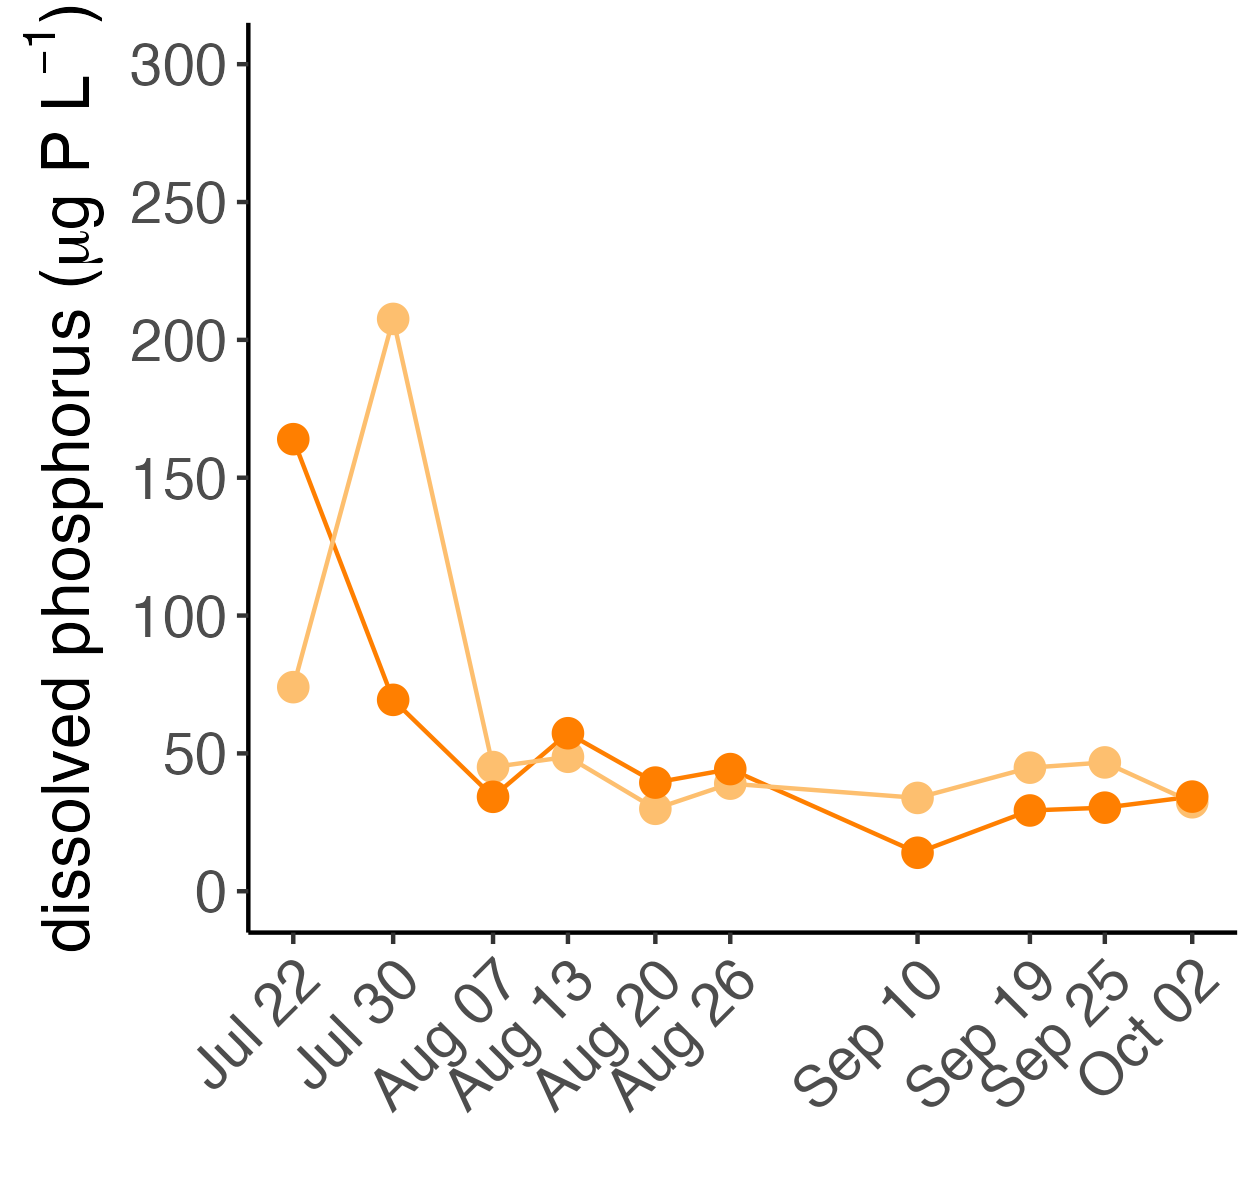 dissolved phosphorus (µg P L⁻¹)
300
250
200
150
100
50
0
Jul 22
Jul 30
Aug 07
Aug 13
Aug 20
Aug 26
Sep 10
Sep 19
Sep 25
Oct 02